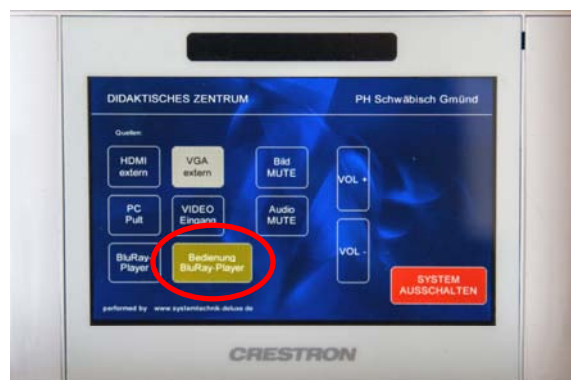 DIDAKTISCHES ZENTRUM
PH Schwäbisch Gmünd
Quellen:
HDMI
extern
VGA
extern
Bild
MUTE
VOL +
PC
Pult
VIDEO
Eingang
Audio
MUTE
VOL -
BluRay-
Player
Bedienung
BluRay-Player
SYSTEM
AUSSCHALTEN
performed by www.systemtechnik-deluxe.de
CRESTRON